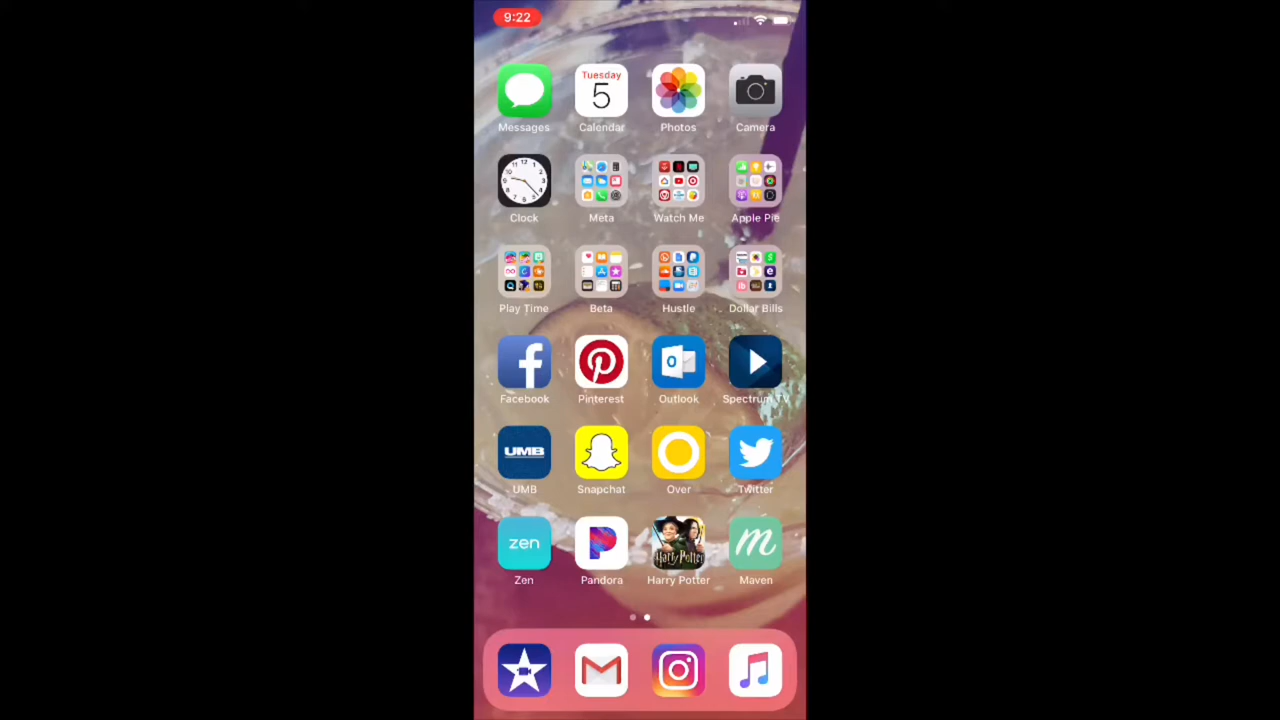 9:22
Tuesday
5
Messages Calendar Photos Camera
Clock Meta Watch Me Apple Pie
Play Time Beta Hustle Dollar Bills
Facebook Pinterest Outlook Spectrum TV
UMB
UMB Snapchat Over Twitter
zen
Harry Potter
m
Zen Pandora Harry Potter Maven